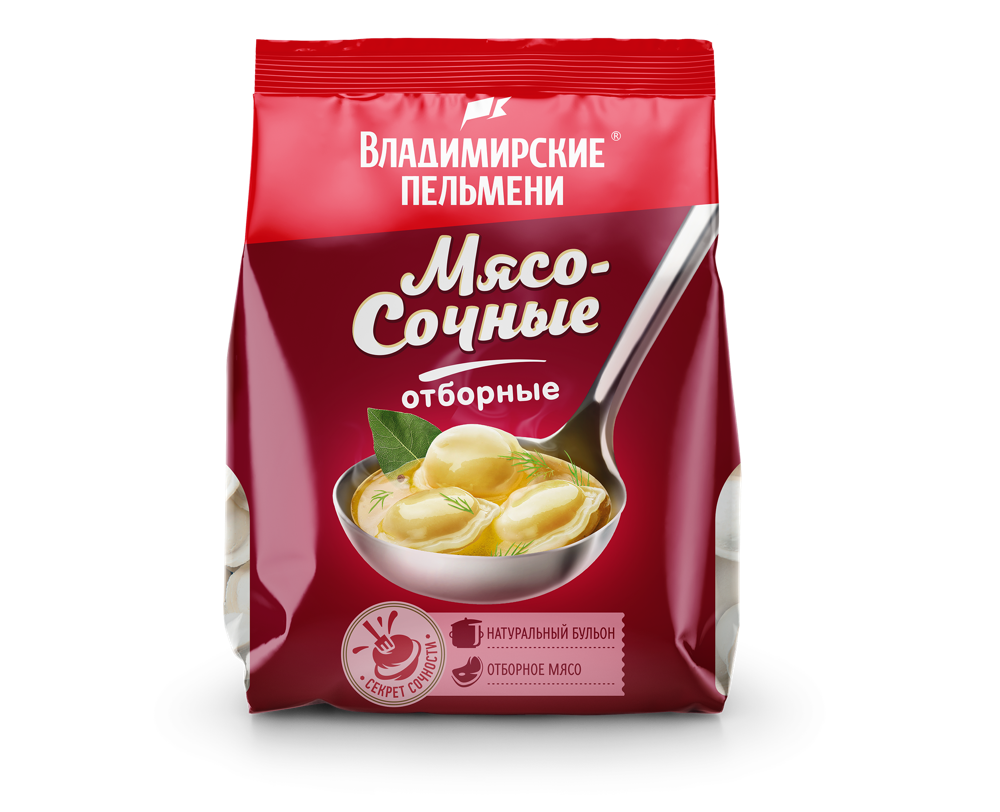 ВЛАДИМИРСКИЕ ®
ПЕЛЬМЕНИ
Мясо-
Сочные
отборные
НАТУРАЛЬНЫЙ БУЛЬОН
ОТБОРНОЕ МЯСО
СЕКРЕТ СОЧНОСТИ